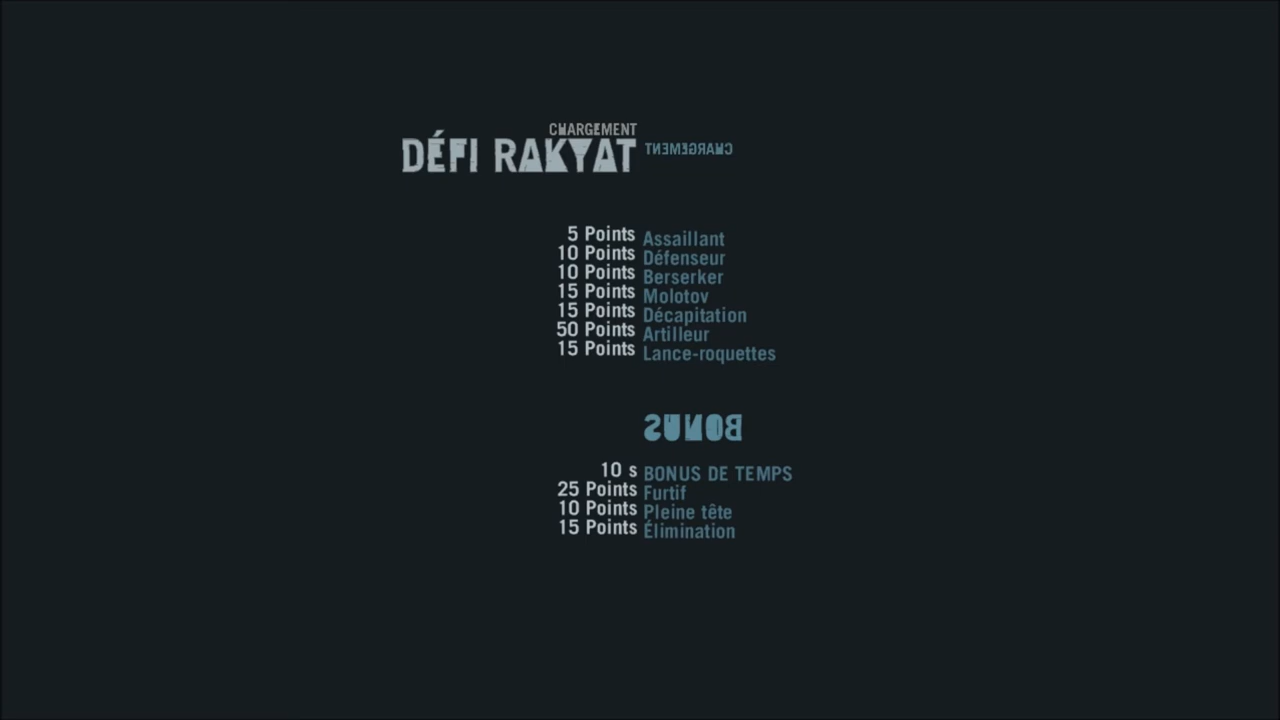 CHARGEMENT
DÉFI RAKYAT CHARGEMENT
5 Points Assaillant
10 Points Défenseur
10 Points Berserker
15 Points Molotov
15 Points Décapitation
50 Points Artilleur
15 Points Lance-roquettes
BONUS
10 s BONUS DE TEMPS
25 Points Furtif
10 Points Pleine tête
15 Points Élimination